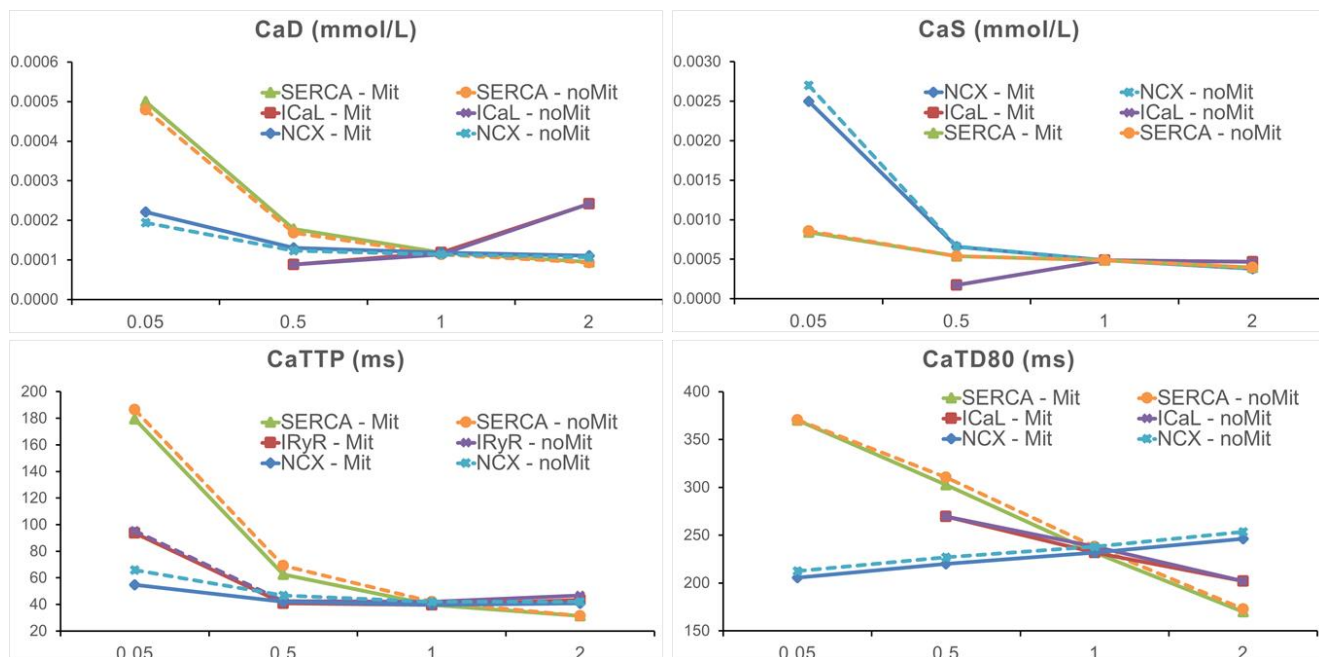 CaD (mmol/L)
0.0006
0.0005
0.0004
0.0003
0.0002
0.0001
0.0000
SERCA - Mit SERCA - noMit
ICaL - Mit ICaL - noMit
NCX - Mit NCX - noMit
0.05 0.5 1 2
CaS (mmol/L)
0.0030
0.0025
0.0020
0.0015
0.0010
0.0005
0.0000
NCX - Mit NCX - noMit
ICaL - Mit ICaL - noMit
SERCA - Mit SERCA - noMit
0.05 0.5 1 2
CaTTP (ms)
200
180
160
140
120
100
80
60
40
20
SERCA - Mit SERCA - noMit
IRyR - Mit IRyR - noMit
NCX - Mit NCX - noMit
0.05 0.5 1 2
CaTD80 (ms)
400
350
300
250
200
150
SERCA - Mit SERCA - noMit
ICaL - Mit ICaL - noMit
NCX - Mit NCX - noMit
0.05 0.5 1 2